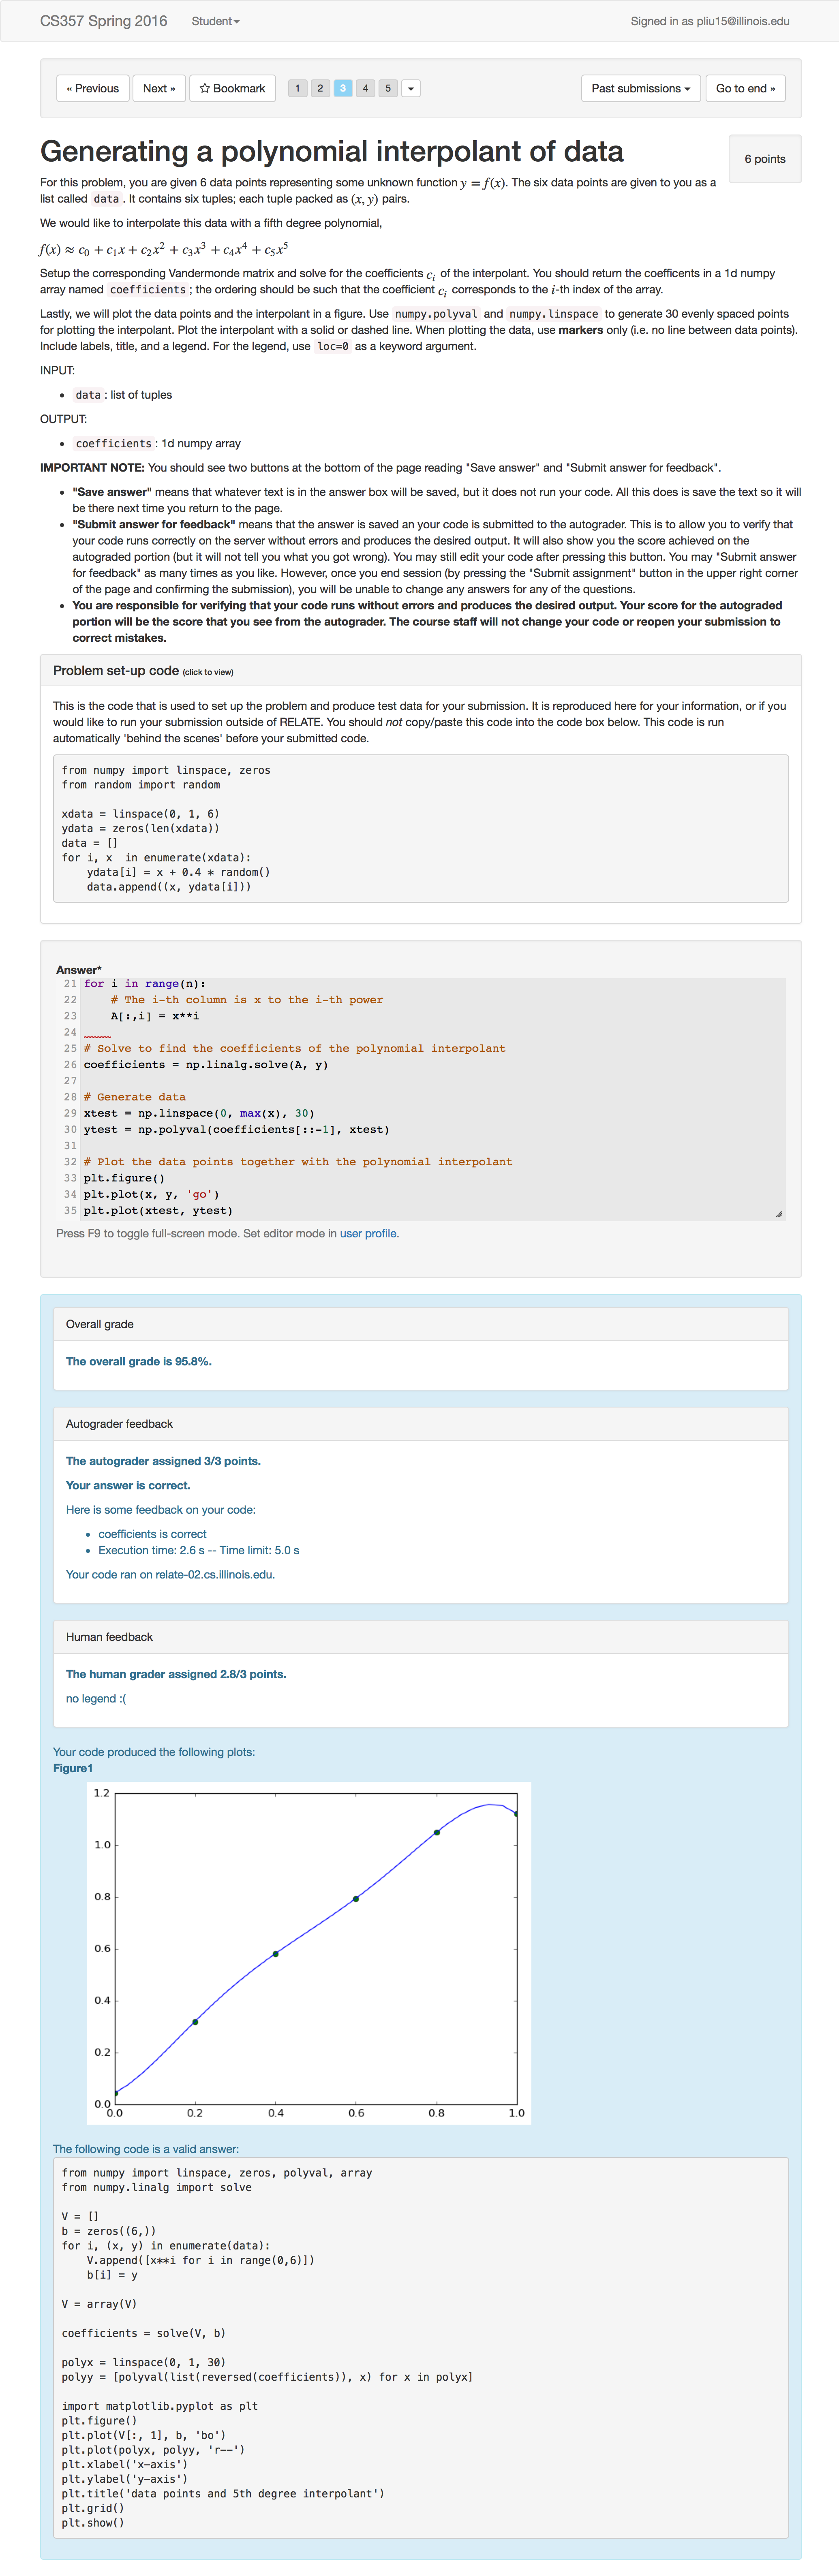 CS357 Spring 2016 Student Signed in as pliu15@illinois.edu
« Previous Next » Bookmark 1 2 3 4 5 Past submissions Go to end »
Generating a polynomial interpolant of data
6 points
For this problem, you are given 6 data points representing some unknown function y = f(x). The six data points are given to you as a
list called data . It contains six tuples; each tuple packed as (x, y) pairs.
We would like to interpolate this data with a fifth degree polynomial,
f(x) ≈ c₀ + c₁x + c₂x² + c₃x³ + c₄x⁴ + c₅x⁵
Setup the corresponding Vandermonde matrix and solve for the coefficients cᵢ of the interpolant. You should return the coefficents in a 1d numpy
array named coefficients ; the ordering should be such that the coefficient cᵢ corresponds to the i-th index of the array.
Lastly, we will plot the data points and the interpolant in a figure. Use numpy.polyval and numpy.linspace to generate 30 evenly spaced points
for plotting the interpolant. Plot the interpolant with a solid or dashed line. When plotting the data, use markers only (i.e. no line between data points).
Include labels, title, and a legend. For the legend, use loc=0 as a keyword argument.
INPUT:
• data : list of tuples
OUTPUT:
• coefficients : 1d numpy array
IMPORTANT NOTE: You should see two buttons at the bottom of the page reading "Save answer" and "Submit answer for feedback".
• "Save answer" means that whatever text is in the answer box will be saved, but it does not run your code. All this does is save the text so it will
be there next time you return to the page.
• "Submit answer for feedback" means that the answer is saved an your code is submitted to the autograder. This is to allow you to verify that
your code runs correctly on the server without errors and produces the desired output. It will also show you the score achieved on the
autograded portion (but it will not tell you what you got wrong). You may still edit your code after pressing this button. You may "Submit answer
for feedback" as many times as you like. However, once you end session (by pressing the "Submit assignment" button in the upper right corner
of the page and confirming the submission), you will be unable to change any answers for any of the questions.
• You are responsible for verifying that your code runs without errors and produces the desired output. Your score for the autograded
portion will be the score that you see from the autograder. The course staff will not change your code or reopen your submission to
correct mistakes.
Problem set-up code (click to view)
This is the code that is used to set up the problem and produce test data for your submission. It is reproduced here for your information, or if you
would like to run your submission outside of RELATE. You should not copy/paste this code into the code box below. This code is run
automatically 'behind the scenes' before your submitted code.
from numpy import linspace, zeros
from random import random
xdata = linspace(0, 1, 6)
ydata = zeros(len(xdata))
data = []
for i, x  in enumerate(xdata):
    ydata[i] = x + 0.4 * random()
    data.append((x, ydata[i]))
Answer*
21 for i in range(n):
22     # The i-th column is x to the i-th power
23     A[:,i] = x**i
24
25 # Solve to find the coefficients of the polynomial interpolant
26 coefficients = np.linalg.solve(A, y)
27
28 # Generate data
29 xtest = np.linspace(0, max(x), 30)
30 ytest = np.polyval(coefficients[::-1], xtest)
31
32 # Plot the data points together with the polynomial interpolant
33 plt.figure()
34 plt.plot(x, y, 'go')
35 plt.plot(xtest, ytest)
Press F9 to toggle full-screen mode. Set editor mode in user profile.
Overall grade
The overall grade is 95.8%.
Autograder feedback
The autograder assigned 3/3 points.
Your answer is correct.
Here is some feedback on your code:
• coefficients is correct
• Execution time: 2.6 s -- Time limit: 5.0 s
Your code ran on relate-02.cs.illinois.edu.
Human feedback
The human grader assigned 2.8/3 points.
no legend :(
Your code produced the following plots:
Figure1
1.2
1.0
0.8
0.6
0.4
0.2
0.0
0.0 0.2 0.4 0.6 0.8 1.0
The following code is a valid answer:
from numpy import linspace, zeros, polyval, array
from numpy.linalg import solve
V = []
b = zeros((6,))
for i, (x, y) in enumerate(data):
    V.append([x**i for i in range(0,6)])
    b[i] = y
V = array(V)
coefficients = solve(V, b)
polyx = linspace(0, 1, 30)
polyy = [polyval(list(reversed(coefficients)), x) for x in polyx]
import matplotlib.pyplot as plt
plt.figure()
plt.plot(V[:, 1], b, 'bo')
plt.plot(polyx, polyy, 'r--')
plt.xlabel('x-axis')
plt.ylabel('y-axis')
plt.title('data points and 5th degree interpolant')
plt.grid()
plt.show()